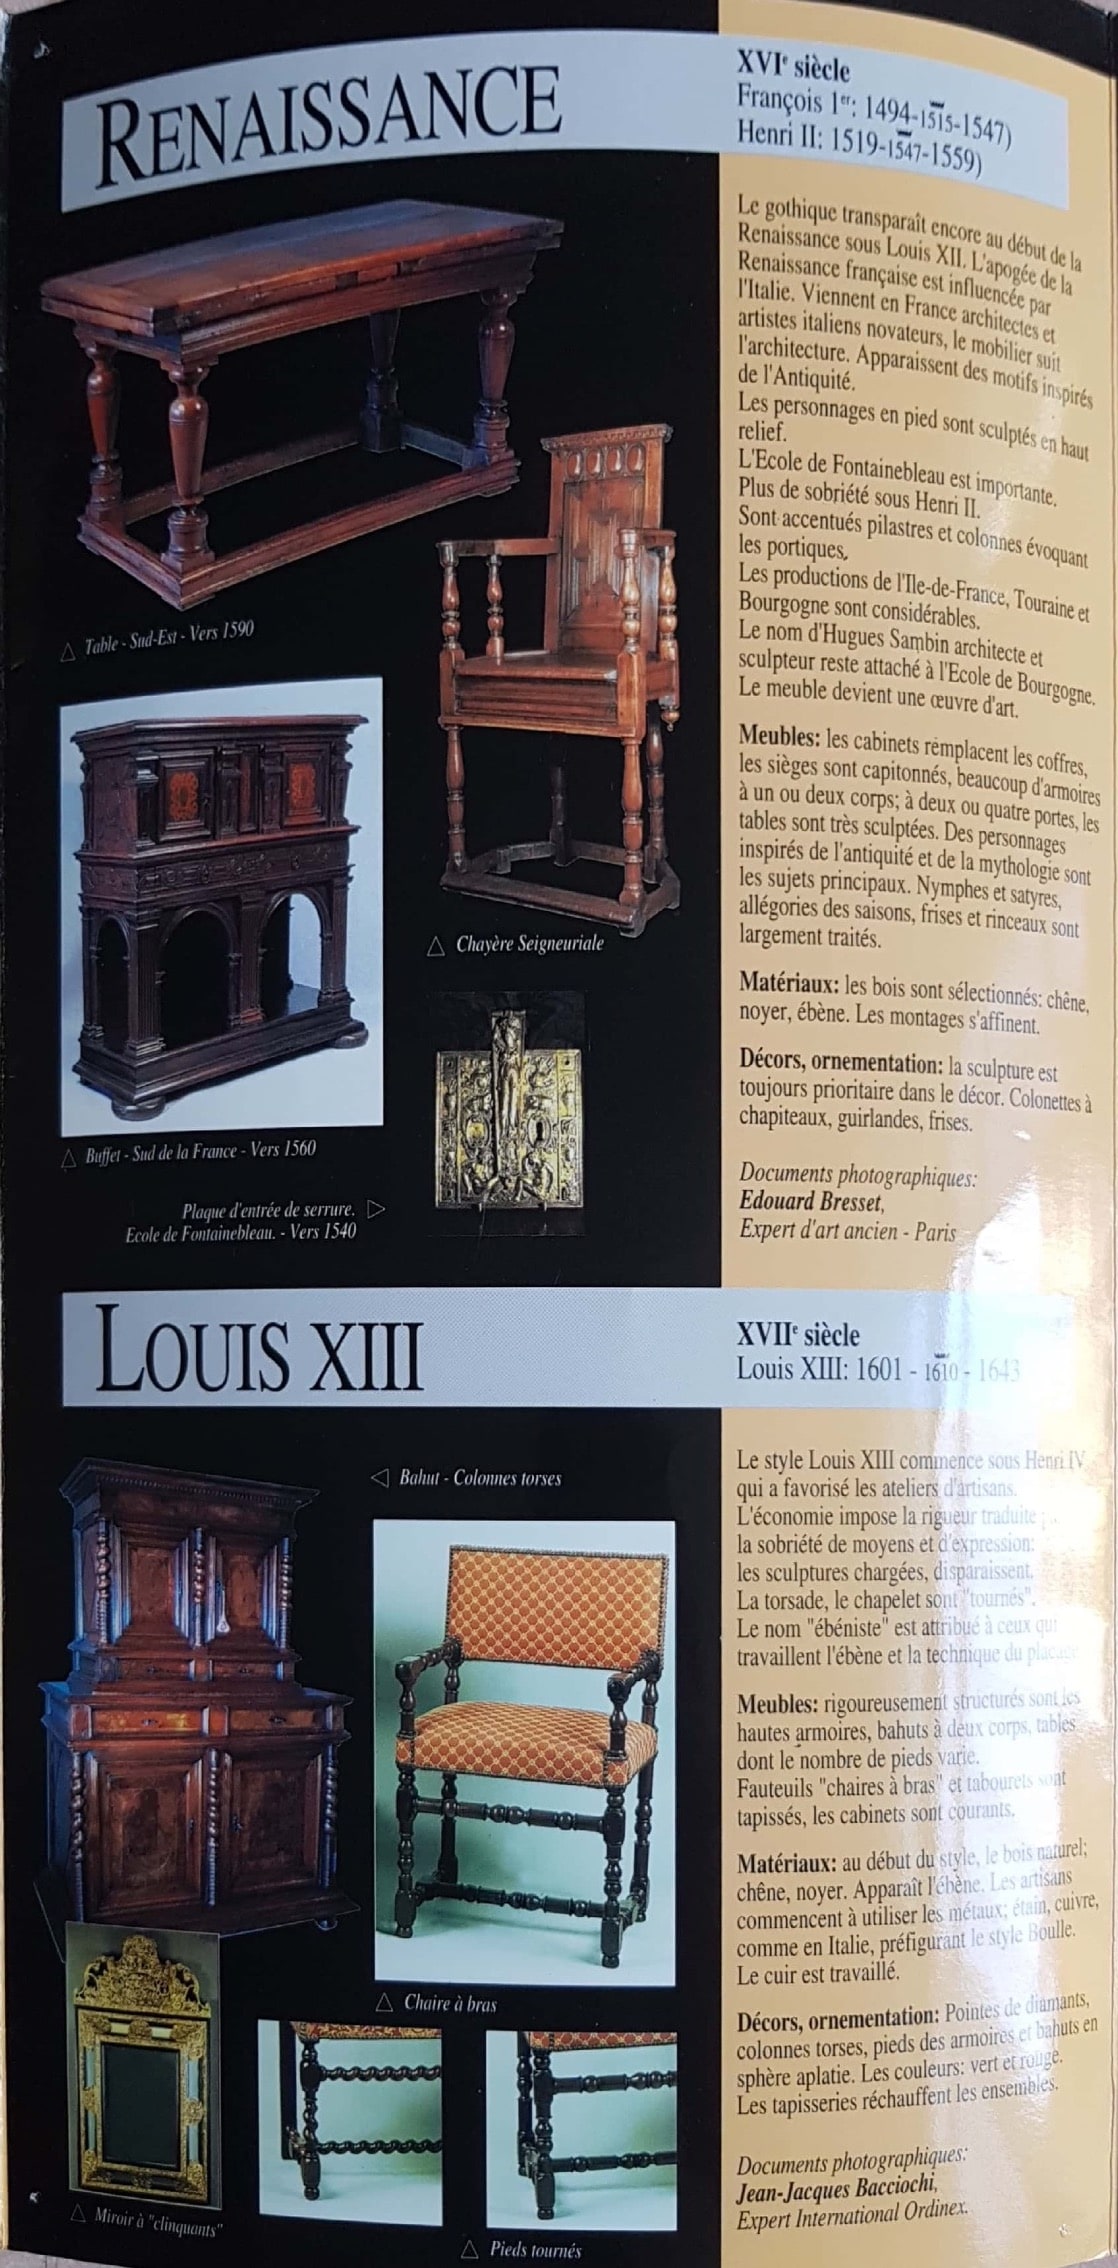 RENAISSANCE
XVIe siècle
François 1er: 1494-1515-1547)
Henri II: 1519-1547-1559)
Le gothique transparaît encore au début de la
Renaissance sous Louis XII. L'apogée de la
Renaissance française est influencée par
l'Italie. Viennent en France architectes et
artistes italiens novateurs, le mobilier suit
l'architecture. Apparaissent des motifs inspirés
de l'Antiquité.
Les personnages en pied sont sculptés en haut
relief.
L'Ecole de Fontainebleau est importante.
Plus de sobriété sous Henri II.
Sont accentués pilastres et colonnes évoquant
les portiques,
Les productions de l'Ile-de-France, Touraine et
Bourgogne sont considérables.
Le nom d'Hugues Sambin architecte et
sculpteur reste attaché à l'Ecole de Bourgogne.
Le meuble devient une œuvre d'art.
Meubles: les cabinets remplacent les coffres,
les sièges sont capitonnés, beaucoup d'armoires
à un ou deux corps; à deux ou quatre portes, les
tables sont très sculptées. Des personnages
inspirés de l'antiquité et de la mythologie sont
les sujets principaux. Nymphes et satyres,
allégories des saisons, frises et rinceaux sont
largement traités.
Matériaux: les bois sont sélectionnés: chêne,
noyer, ébène. Les montages s'affinent.
Décors, ornementation: la sculpture est
toujours prioritaire dans le décor. Colonettes à
chapiteaux, guirlandes, frises.
Documents photographiques:
Edouard Bresset,
Expert d'art ancien - Paris
Table - Sud-Est - Vers 1590
Chayère Seigneuriale
Buffet - Sud de la France - Vers 1560
Plaque d'entrée de serrure.
Ecole de Fontainebleau. - Vers 1540
LOUIS XIII
XVIIe siècle
Louis XIII: 1601 - 1610 - 1643
Le style Louis XIII commence sous Henri IV
qui a favorisé les ateliers d'artisans.
L'économie impose la rigueur traduite
la sobriété de moyens et d'expression:
les sculptures chargées, disparaissent.
La torsade, le chapelet sont "tournés".
Le nom "ébéniste" est attribué à ceux qui
travaillent l'ébène et la technique du
Meubles: rigoureusement structurés sont les
hautes armoires, bahuts à deux corps, tables
dont le nombre de pieds varie.
Fauteuils "chaires à bras" et tabourets sont
tapissés, les cabinets sont courants.
Matériaux: au début du style, le bois naturel;
chêne, noyer. Apparaît l'ébène. Les artisans
commencent à utiliser les métaux; étain, cuivre,
comme en Italie, préfigurant le style Boulle.
Le cuir est travaillé.
Décors, ornementation: Pointes de diamants,
colonnes torses, pieds des armoires et bahuts en
sphère aplatie. Les couleurs: vert et rouge.
Les tapisseries réchauffent les ensembles.
Documents photographiques:
Jean-Jacques Bacciochi,
Expert International Ordinex.
Bahut - Colonnes torses
Chaire à bras
Miroir à "clinquants"
Pieds tournés